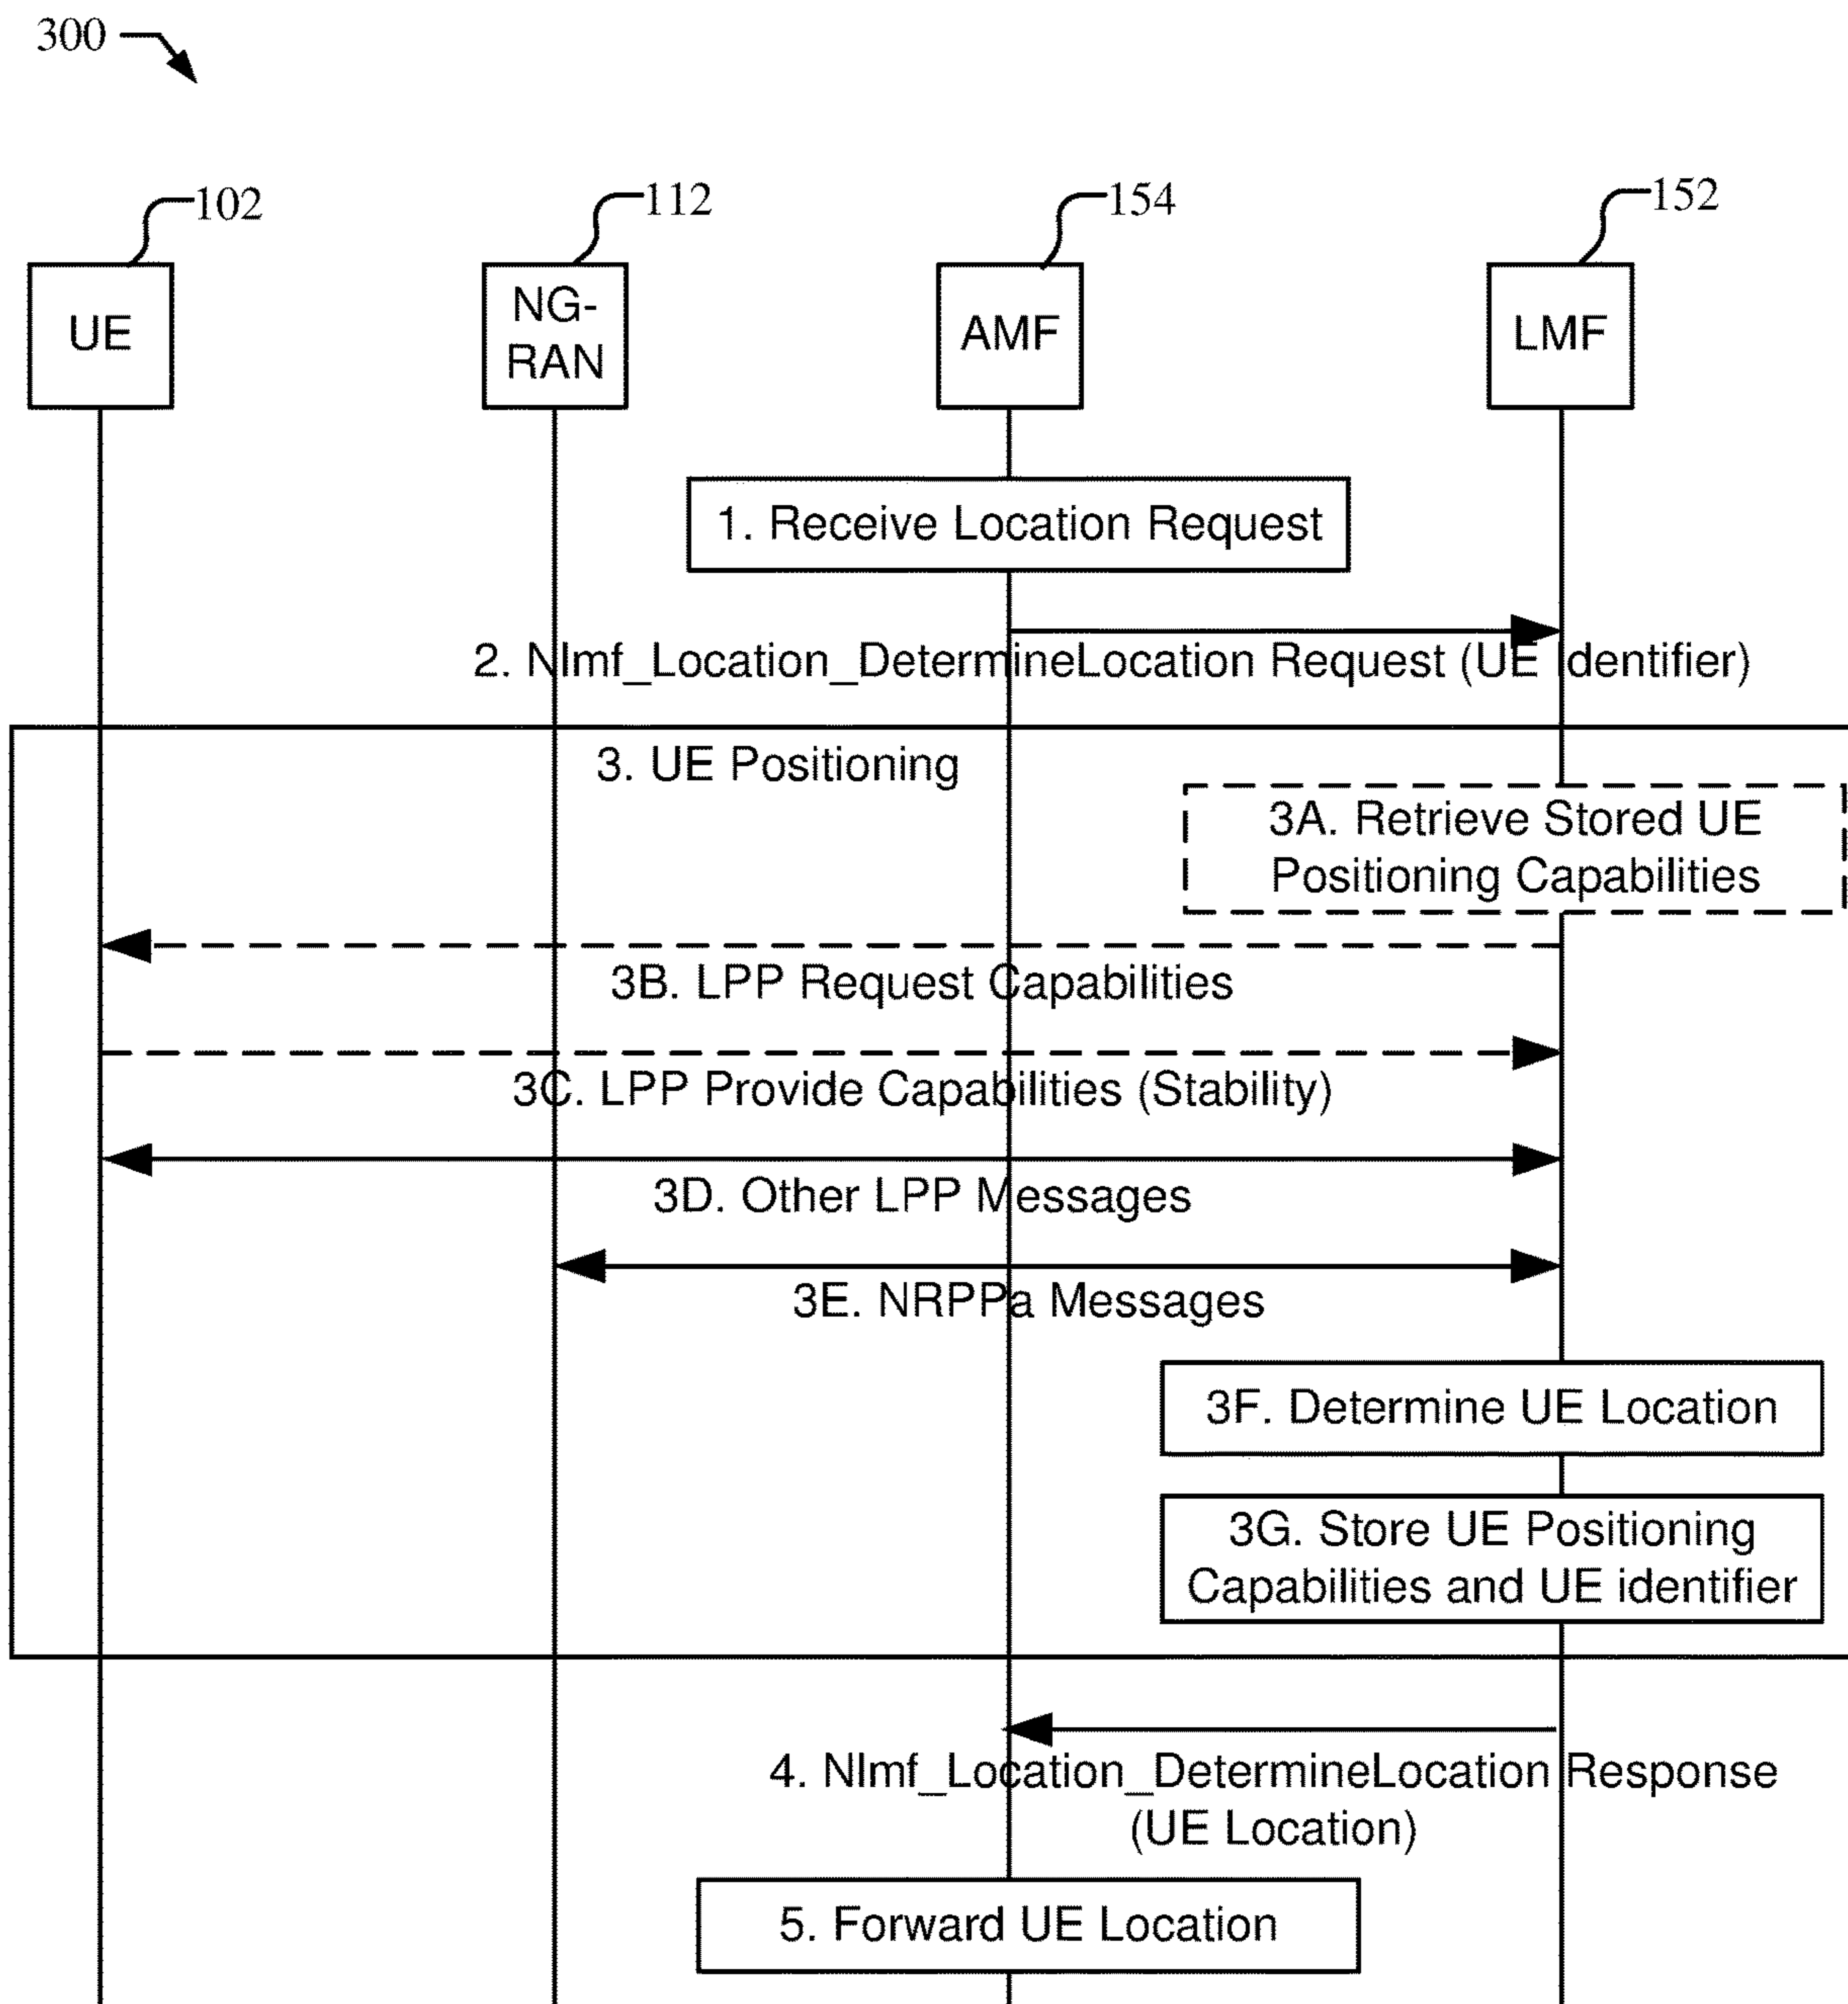 300
102
112
154
152
UE
NG-
RAN
AMF
LMF
1. Receive Location Request
2. Nlmf_Location_DetermineLocation Request (UE Identifier)
3. UE Positioning
3A. Retrieve Stored UE
Positioning Capabilities
3B. LPP Request Capabilities
3C. LPP Provide Capabilities (Stability)
3D. Other LPP Messages
3E. NRPPa Messages
3F. Determine UE Location
3G. Store UE Positioning
Capabilities and UE identifier
4. Nlmf_Location_DetermineLocation Response
(UE Location)
5. Forward UE Location